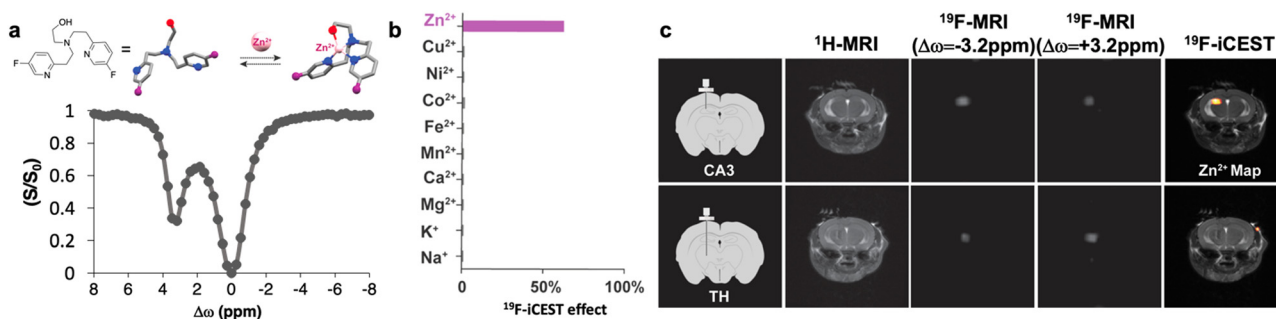 a
OH
N
N
N
F
F
=
Zn²⁺
Zn²⁺
(S/S₀)
1
0.8
0.6
0.4
0.2
0
8 6 4 2 0 -2 -4 -6 -8
Δω (ppm)
b
Zn²⁺
Cu²⁺
Ni²⁺
Co²⁺
Fe²⁺
Mn²⁺
Ca²⁺
Mg²⁺
K⁺
Na⁺
0 50% 100%
¹⁹F-iCEST effect
c
¹H-MRI
¹⁹F-MRI
(Δω=-3.2ppm)
¹⁹F-MRI
(Δω=+3.2ppm)
¹⁹F-iCEST
CA3
Zn²⁺ Map
TH